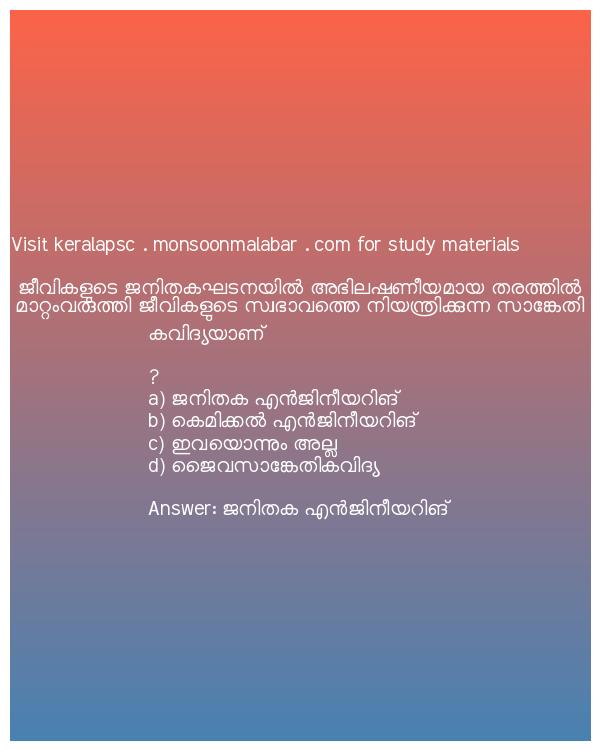 Visit keralapsc . monsoonmalabar . com for study materials
ജീവികളുടെ ജനിതകഘടനയിൽ അഭിലഷണീയമായ തരത്തിൽ
മാറ്റംവരുത്തി ജീവികളുടെ സ്വഭാവത്തെ നിയന്ത്രിക്കുന്ന സാങ്കേതി
കവിദ്യയാണ്
?
a) ജനിതക എൻജിനീയറിങ്
b) കെമിക്കൽ എൻജിനീയറിങ്
c) ഇവയൊന്നും അല്ല
d) ജൈവസാങ്കേതികവിദ്യ
Answer: ജനിതക എൻജിനീയറിങ്